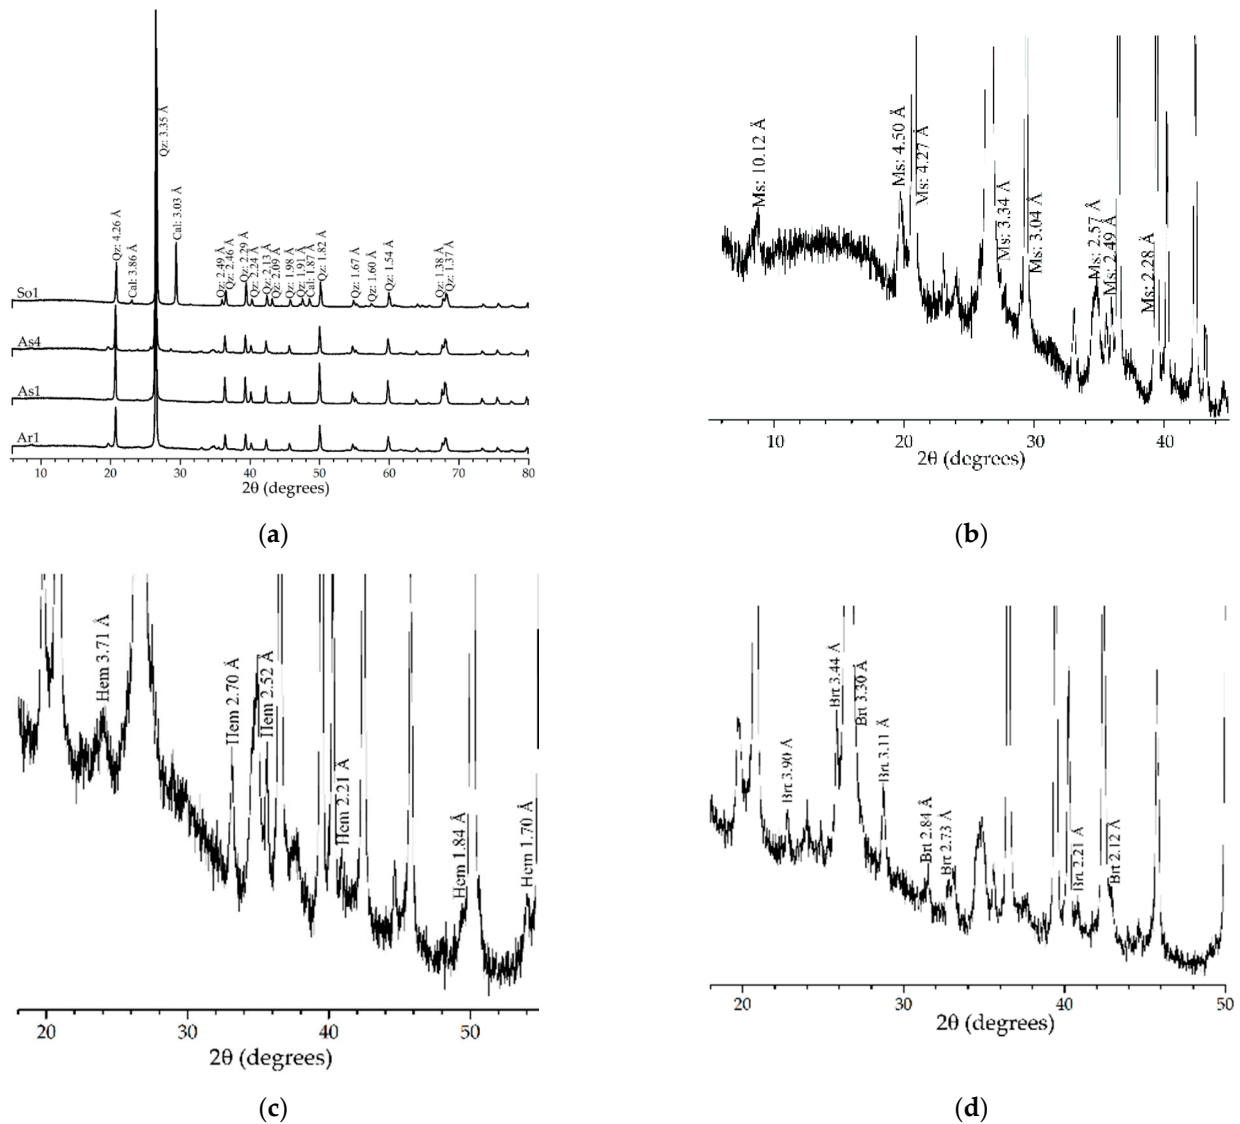 Qz: 3.35 Å
Qz: 4.26 Å
Cal: 3.86 Å
Cal: 3.03 Å
Qz: 2.49 Å
Qz: 2.46 Å
Qz: 2.29 Å
Qz: 2.24 Å
Qz: 2.13 Å
Qz: 2.09 Å
Qz: 1.98 Å
Qz: 1.91 Å
Cal: 1.87 Å
Qz: 1.82 Å
Qz: 1.67 Å
Qz: 1.60 Å
Qz: 1.54 Å
Qz: 1.38 Å
Qz: 1.37 Å
So1
As4
As1
Ar1
10 20 30 40 50 60 70 80
2θ (degrees)
(a)
Ms: 10.12 Å
Ms: 4.50 Å
Ms: 4.27 Å
Ms: 3.34 Å
Ms: 3.04 Å
Ms: 2.57 Å
Ms: 2.49 Å
Ms: 2.28 Å
10 20 30 40
2θ (degrees)
(b)
Hem 3.71 Å
Hem 2.70 Å
Hem 2.52 Å
Hem 2.21 Å
Hem 1.84 Å
Hem 1.70 Å
20 30 40 50
2θ (degrees)
(c)
Brt 3.90 Å
Brt 3.44 Å
Brt 3.30 Å
Brt 3.11 Å
Brt 2.84 Å
Brt 2.73 Å
Brt 2.21 Å
Brt 2.12 Å
20 30 40 50
2θ (degrees)
(d)